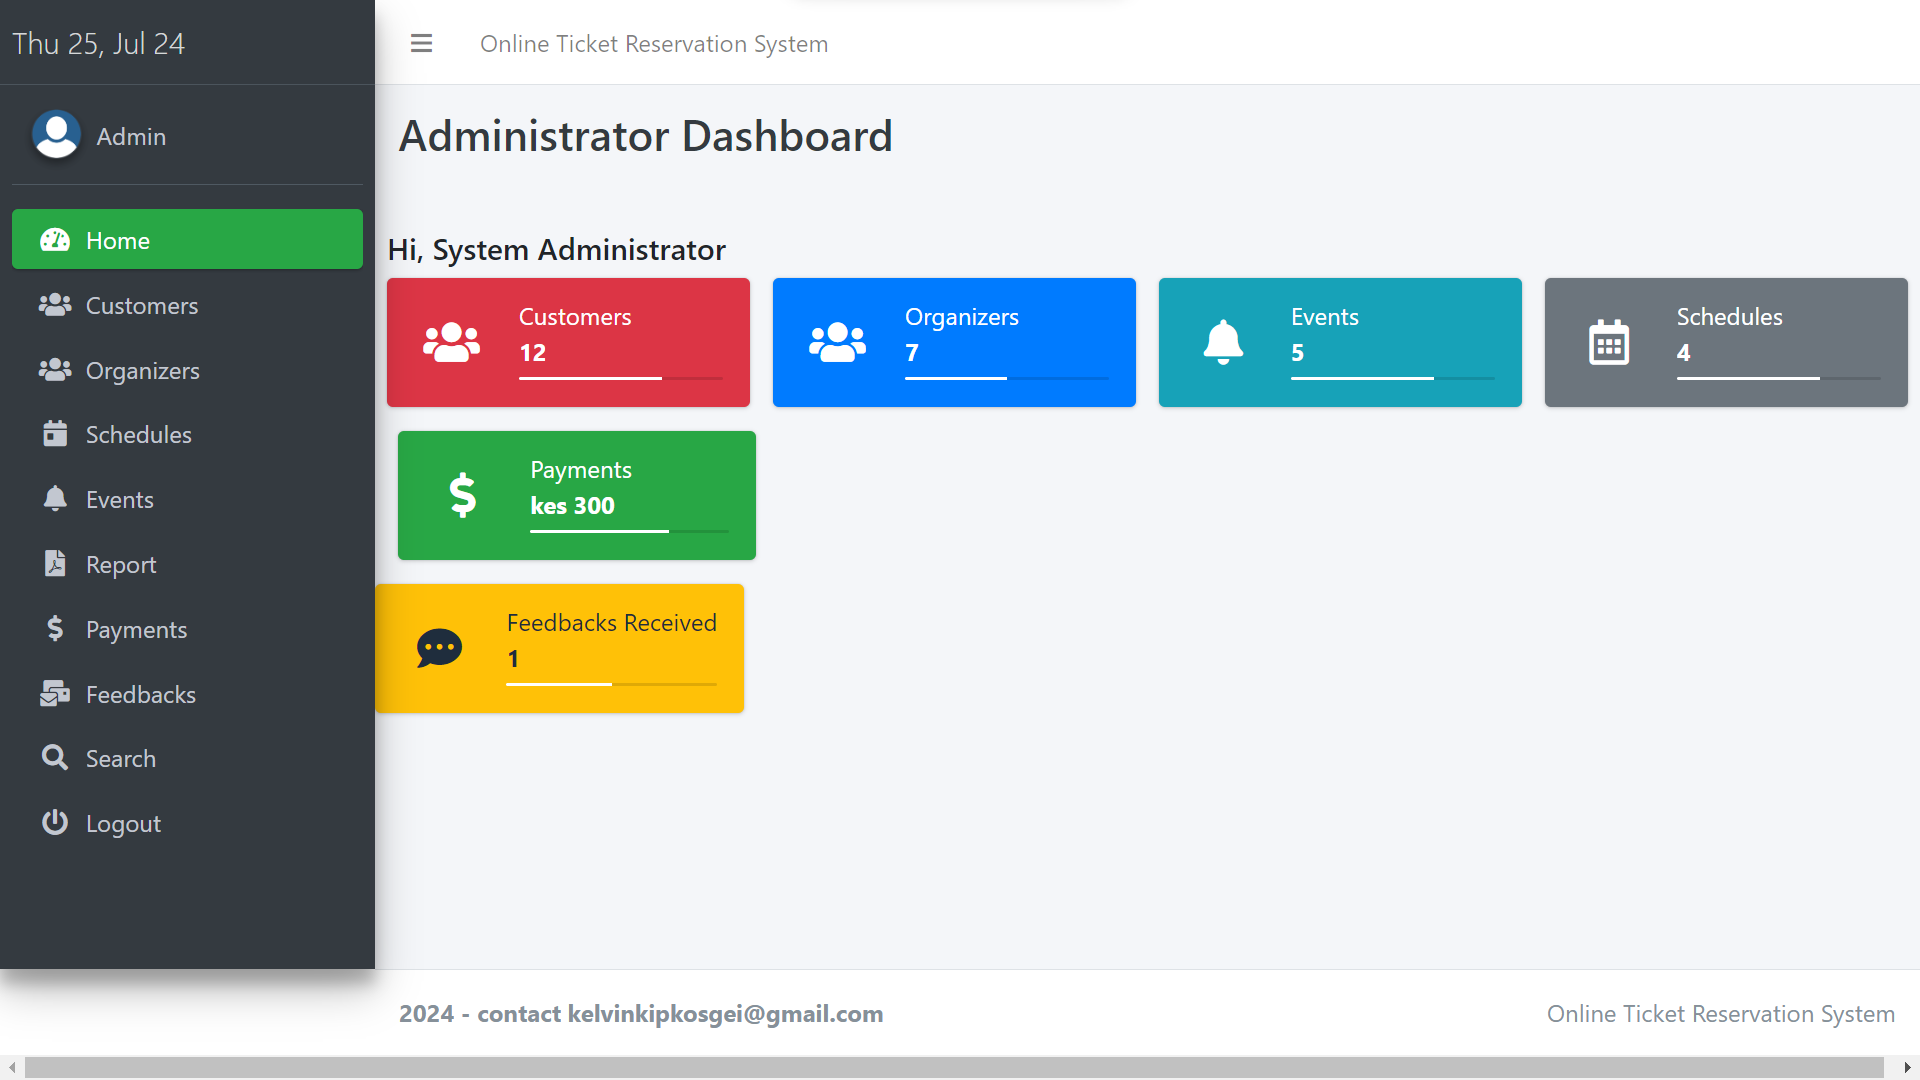 Thu 25, Jul 24
Online Ticket Reservation System
Admin
Home
Customers
Organizers
Schedules
Events
Report
Payments
Feedbacks
Search
Logout
Administrator Dashboard
Hi, System Administrator
Customers
12
Organizers
7
Events
5
Schedules
4
Payments
kes 300
Feedbacks Received
1
2024 - contact kelvinkipkosgei@gmail.com
Online Ticket Reservation System